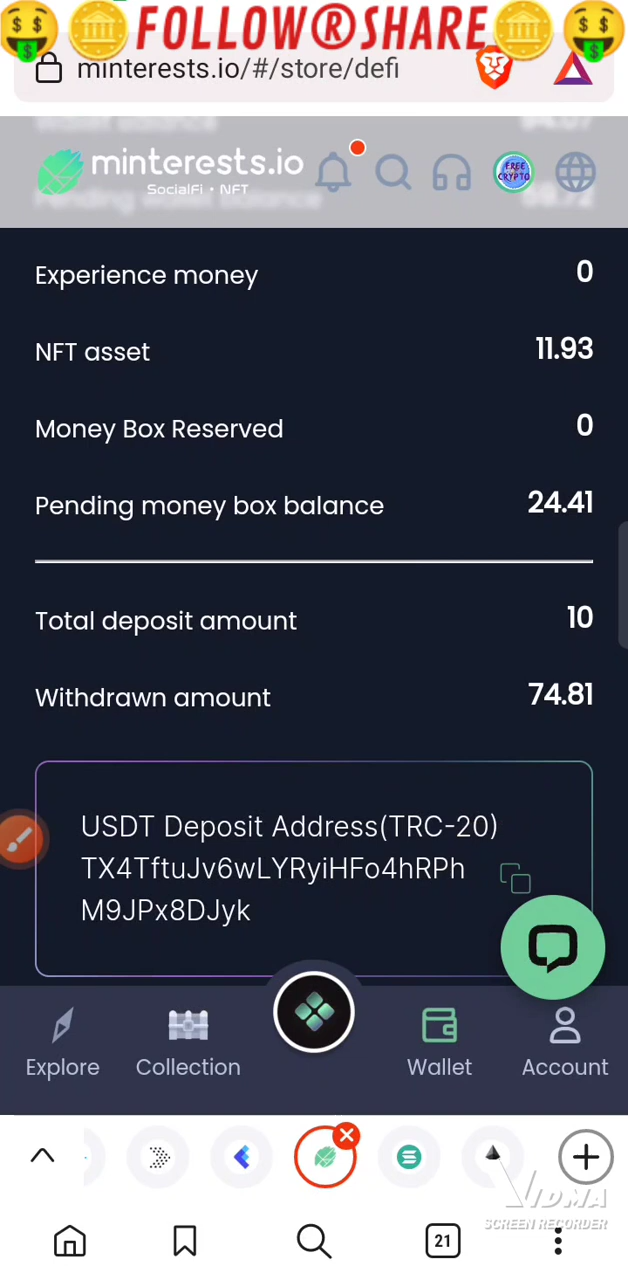 FOLLOW®SHARE
minterests.io/#/store/defi
minterests.io
SocialFi • NFT
FREE
CRYPTO
Experience money 0
NFT asset 11.93
Money Box Reserved 0
Pending money box balance 24.41
Total deposit amount 10
Withdrawn amount 74.81
USDT Deposit Address(TRC-20)
TX4TftuJv6wLYRyiHFo4hRPh
M9JPx8DJyk
Explore Collection Wallet Account
VIDMA
SCREEN RECORDER
21